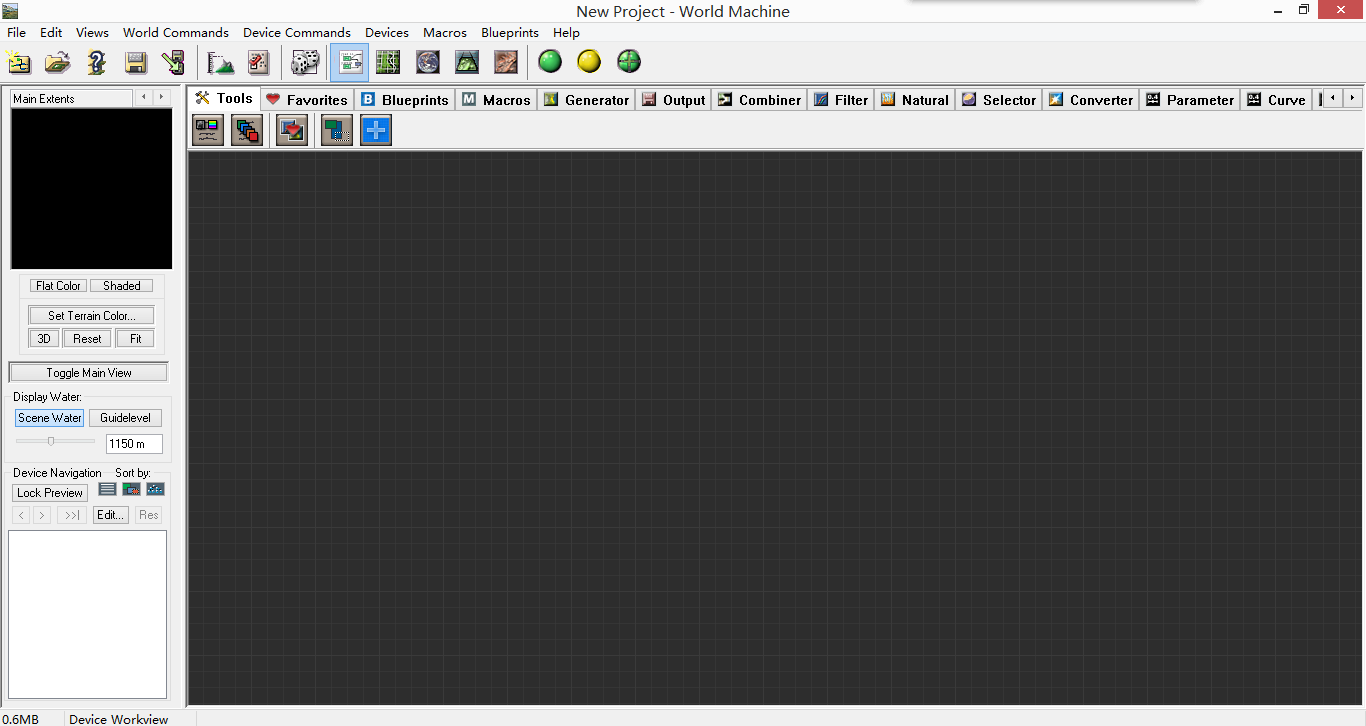 New Project - World Machine
File Edit Views World Commands Device Commands Devices Macros Blueprints Help
Main Extents
Tools Favorites Blueprints Macros Generator Output Combiner Filter Natural Selector Converter Parameter Curve
Flat Color Shaded
Set Terrain Color...
3D Reset Fit
Toggle Main View
Display Water:
Scene Water Guidelevel
1150 m
Device Navigation Sort by:
Lock Preview
< > >>| Edit... Res
0.6MB Device Workview